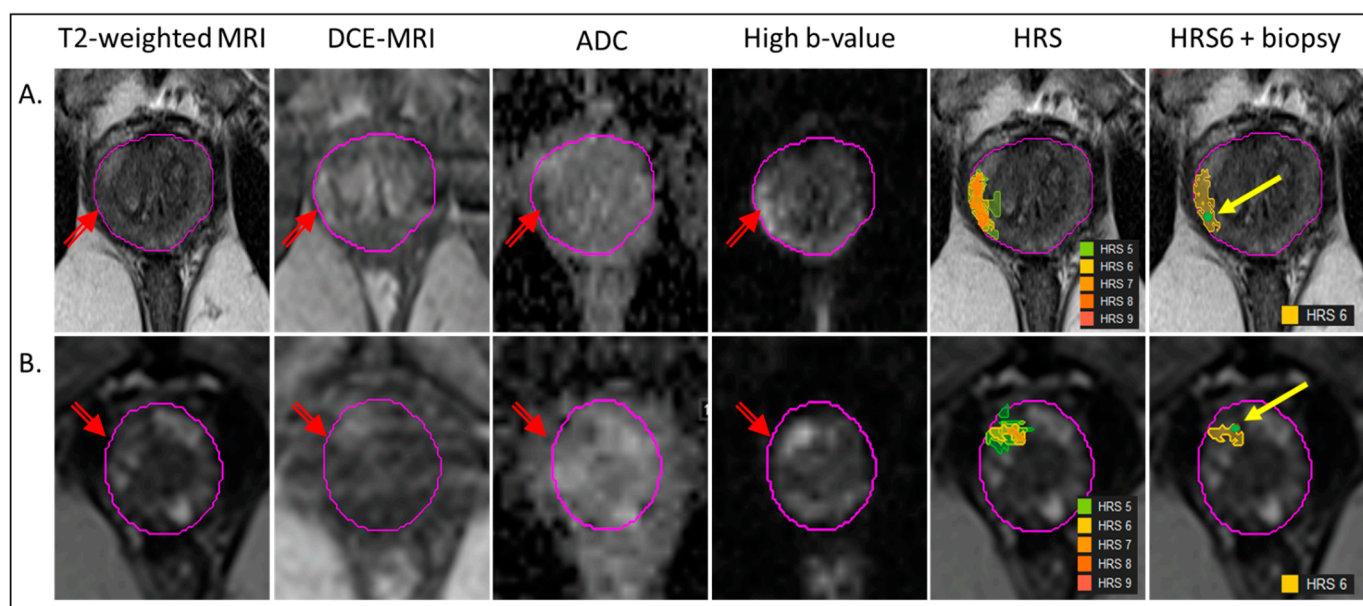 T2-weighted MRI DCE-MRI ADC High b-value HRS HRS6 + biopsy
A.
HRS 5
HRS 6
HRS 7
HRS 8
HRS 9
HRS 6
B.
HRS 5
HRS 6
HRS 7
HRS 8
HRS 9
HRS 6